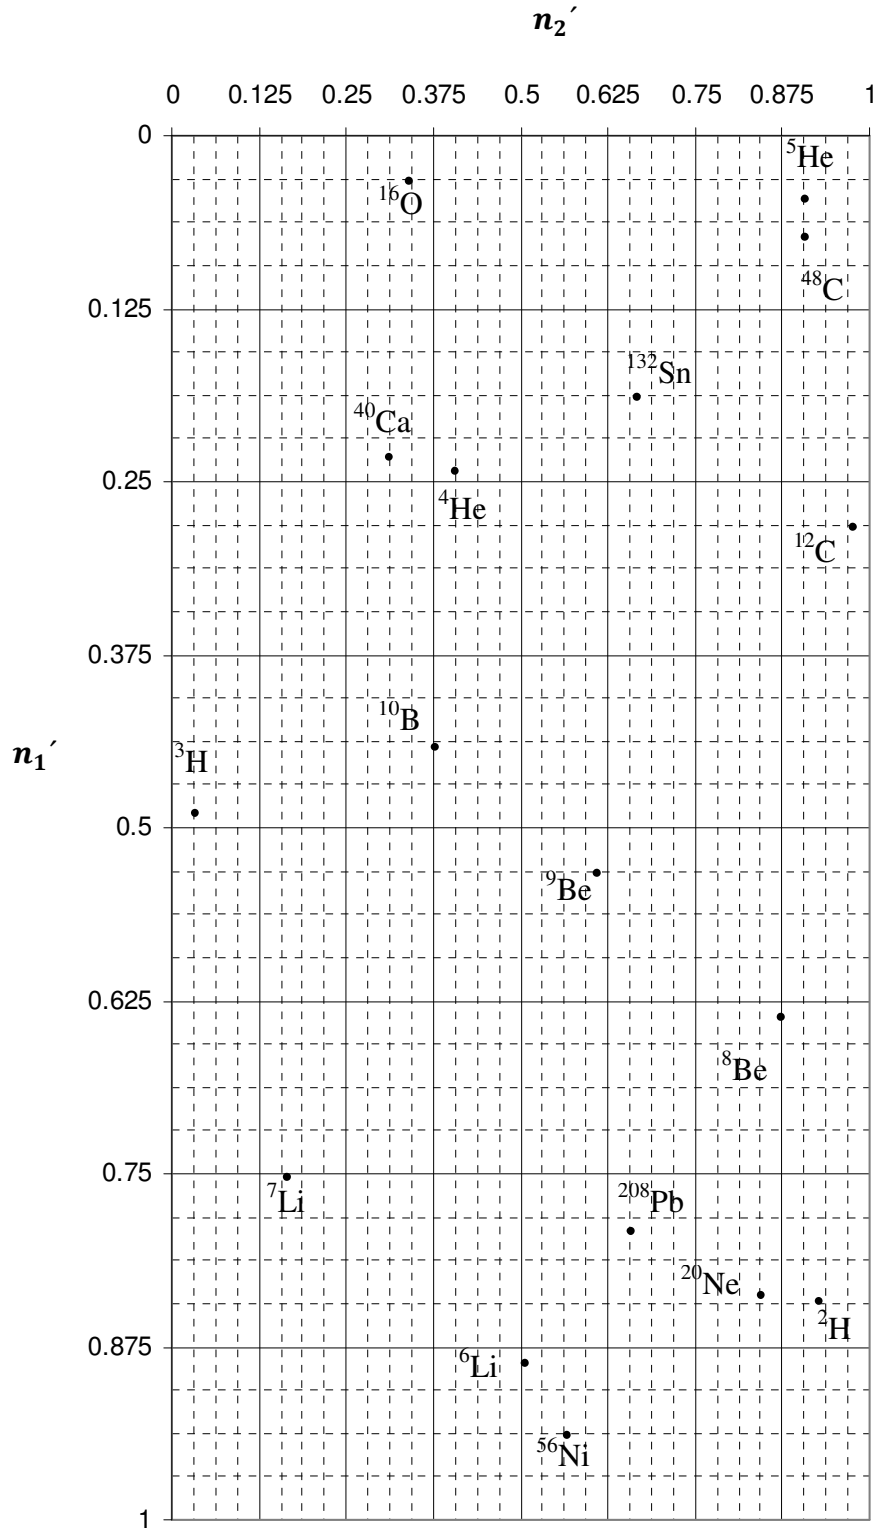 n₂´
0 0.125 0.25 0.375 0.5 0.625 0.75 0.875 1
0
⁵He
¹⁶O
⁴⁸C
0.125
¹³²Sn
⁴⁰Ca
0.25
⁴He
¹²C
0.375
¹⁰B
n₁´
³H
0.5
⁹Be
0.625
⁸Be
0.75
⁷Li
²⁰⁸Pb
²⁰Ne
²H
0.875
⁶Li
⁵⁶Ni
1